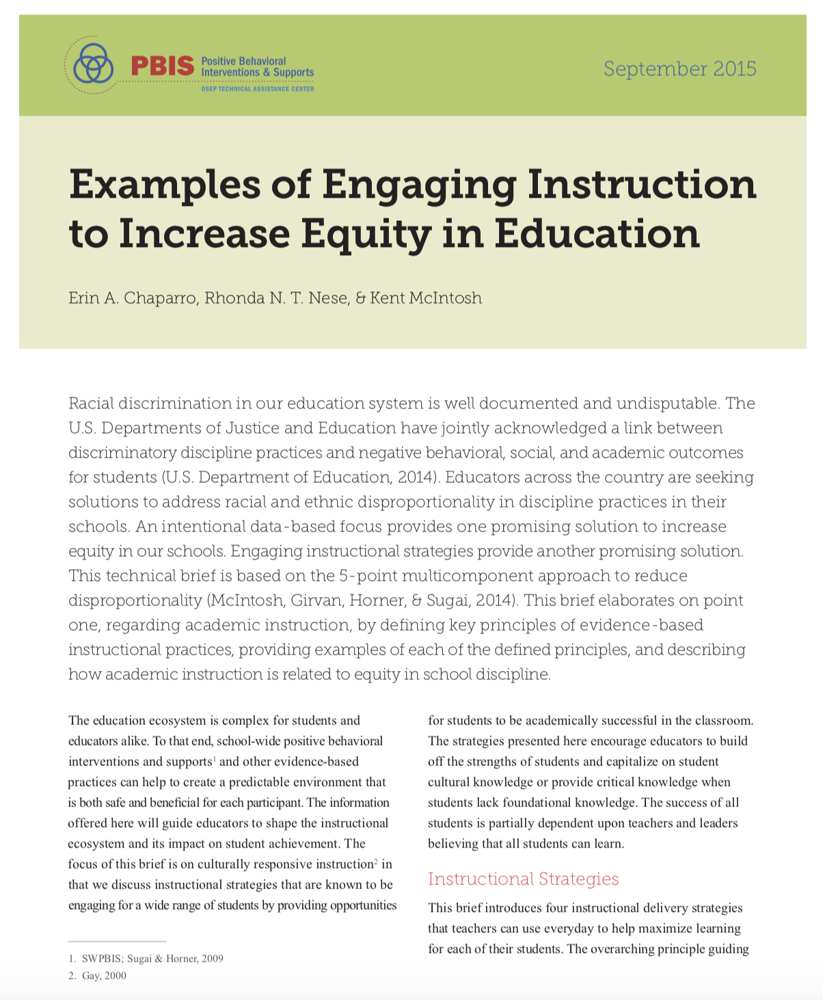 PBIS Positive Behavioral
Interventions & Supports
OSEP TECHNICAL ASSISTANCE CENTER
September 2015
Examples of Engaging Instruction
to Increase Equity in Education
Erin A. Chaparro, Rhonda N. T. Nese, & Kent McIntosh
Racial discrimination in our education system is well documented and undisputable. The
U.S. Departments of Justice and Education have jointly acknowledged a link between
discriminatory discipline practices and negative behavioral, social, and academic outcomes
for students (U.S. Department of Education, 2014). Educators across the country are seeking
solutions to address racial and ethnic disproportionality in discipline practices in their
schools. An intentional data-based focus provides one promising solution to increase
equity in our schools. Engaging instructional strategies provide another promising solution.
This technical brief is based on the 5-point multicomponent approach to reduce
disproportionality (McIntosh, Girvan, Horner, & Sugai, 2014). This brief elaborates on point
one, regarding academic instruction, by defining key principles of evidence-based
instructional practices, providing examples of each of the defined principles, and describing
how academic instruction is related to equity in school discipline.
The education ecosystem is complex for students and
educators alike. To that end, school-wide positive behavioral
interventions and supports1 and other evidence-based
practices can help to create a predictable environment that
is both safe and beneficial for each participant. The information
offered here will guide educators to shape the instructional
ecosystem and its impact on student achievement. The
focus of this brief is on culturally responsive instruction2 in
that we discuss instructional strategies that are known to be
engaging for a wide range of students by providing opportunities
1. SWPBIS; Sugai & Horner, 2009
2. Gay, 2000
for students to be academically successful in the classroom.
The strategies presented here encourage educators to build
off the strengths of students and capitalize on student
cultural knowledge or provide critical knowledge when
students lack foundational knowledge. The success of all
students is partially dependent upon teachers and leaders
believing that all students can learn.
Instructional Strategies
This brief introduces four instructional delivery strategies
that teachers can use everyday to help maximize learning
for each of their students. The overarching principle guiding